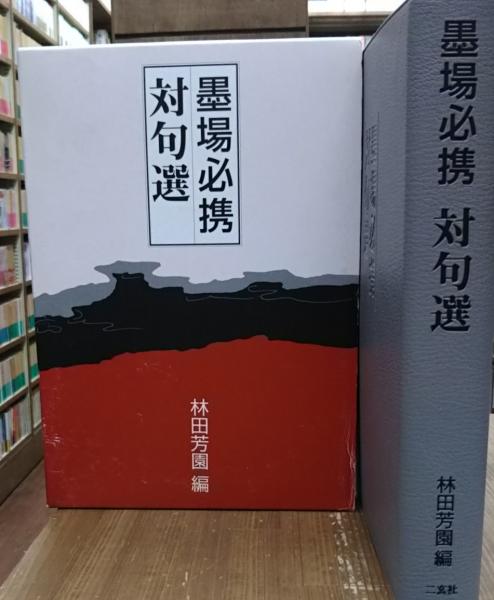 墨場必携
対句選
林田芳園 編
墨場必携 対句選
林田芳園 編
二玄社